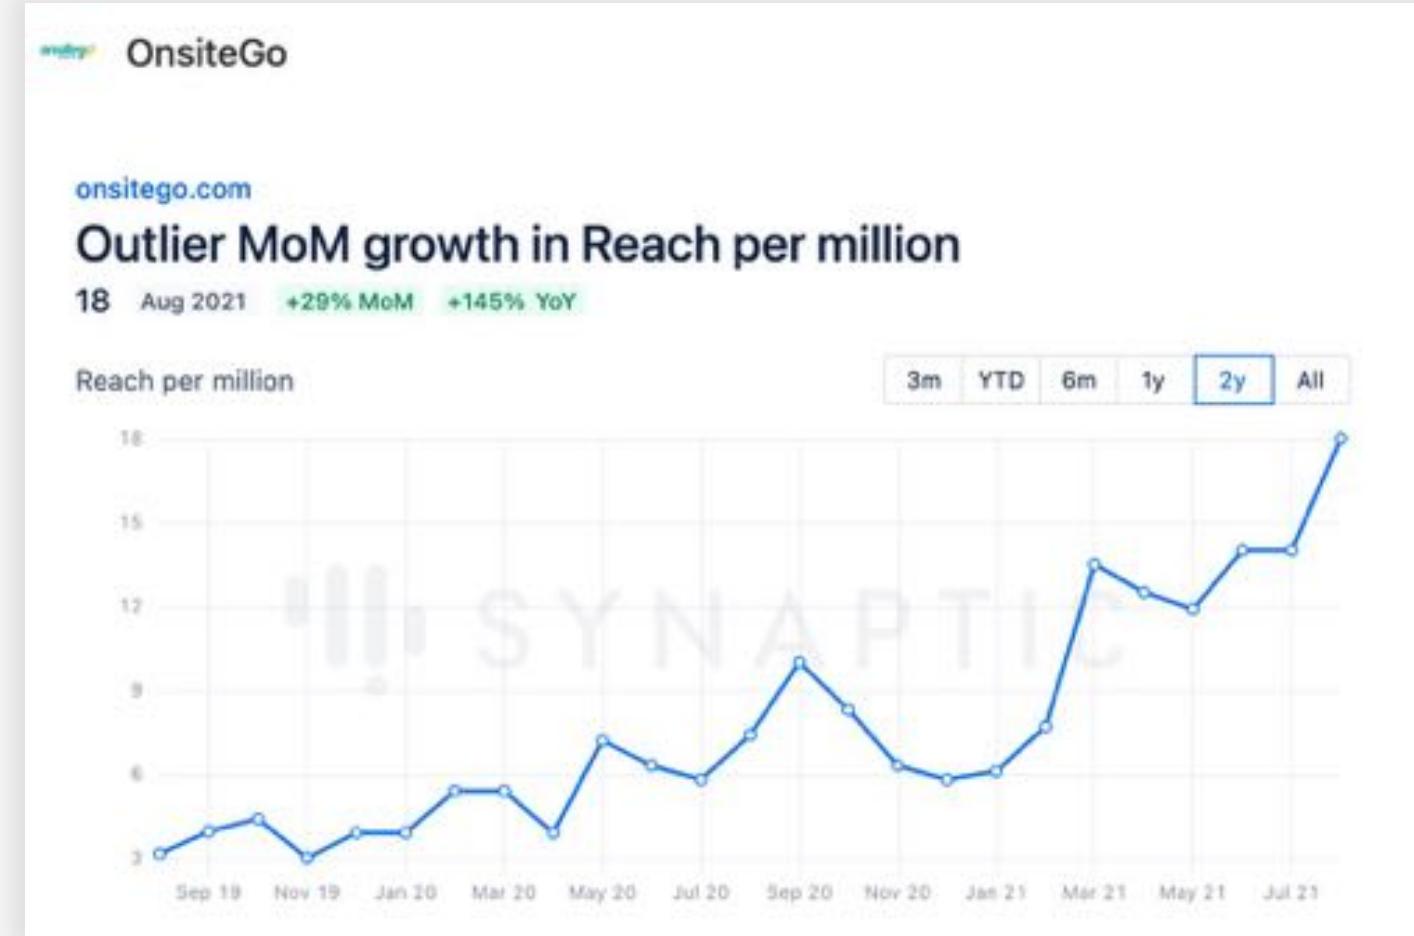 OnsiteGo
onsitego.com
Outlier MoM growth in Reach per million
18 Aug 2021 +29% MoM +145% YoY
Reach per million
3m YTD 6m 1y 2y All
18
15
12
9
6
3
SYNAPTIC
Sep 19 Nov 19 Jan 20 Mar 20 May 20 Jul 20 Sep 20 Nov 20 Jan 21 Mar 21 May 21 Jul 21